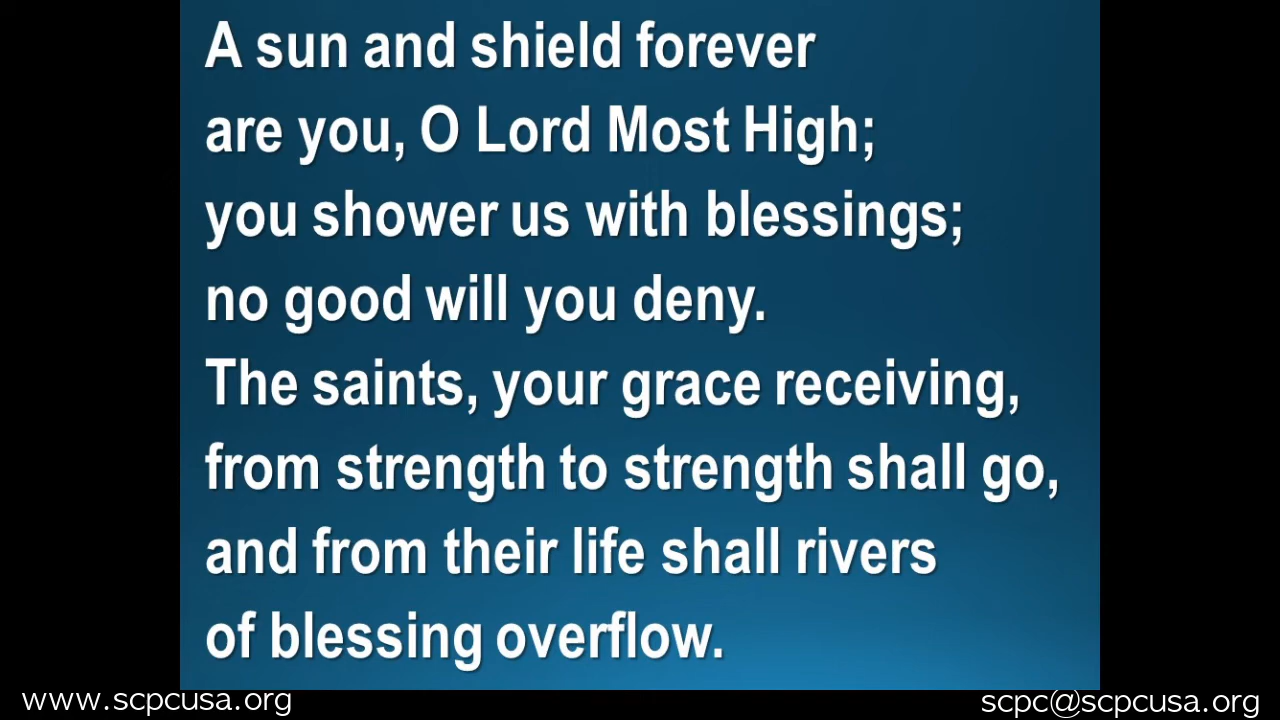 A sun and shield forever
are you, O Lord Most High;
you shower us with blessings;
no good will you deny.
The saints, your grace receiving,
from strength to strength shall go,
and from their life shall rivers
of blessing overflow.
www.scpcusa.org
scpc@scpcusa.org